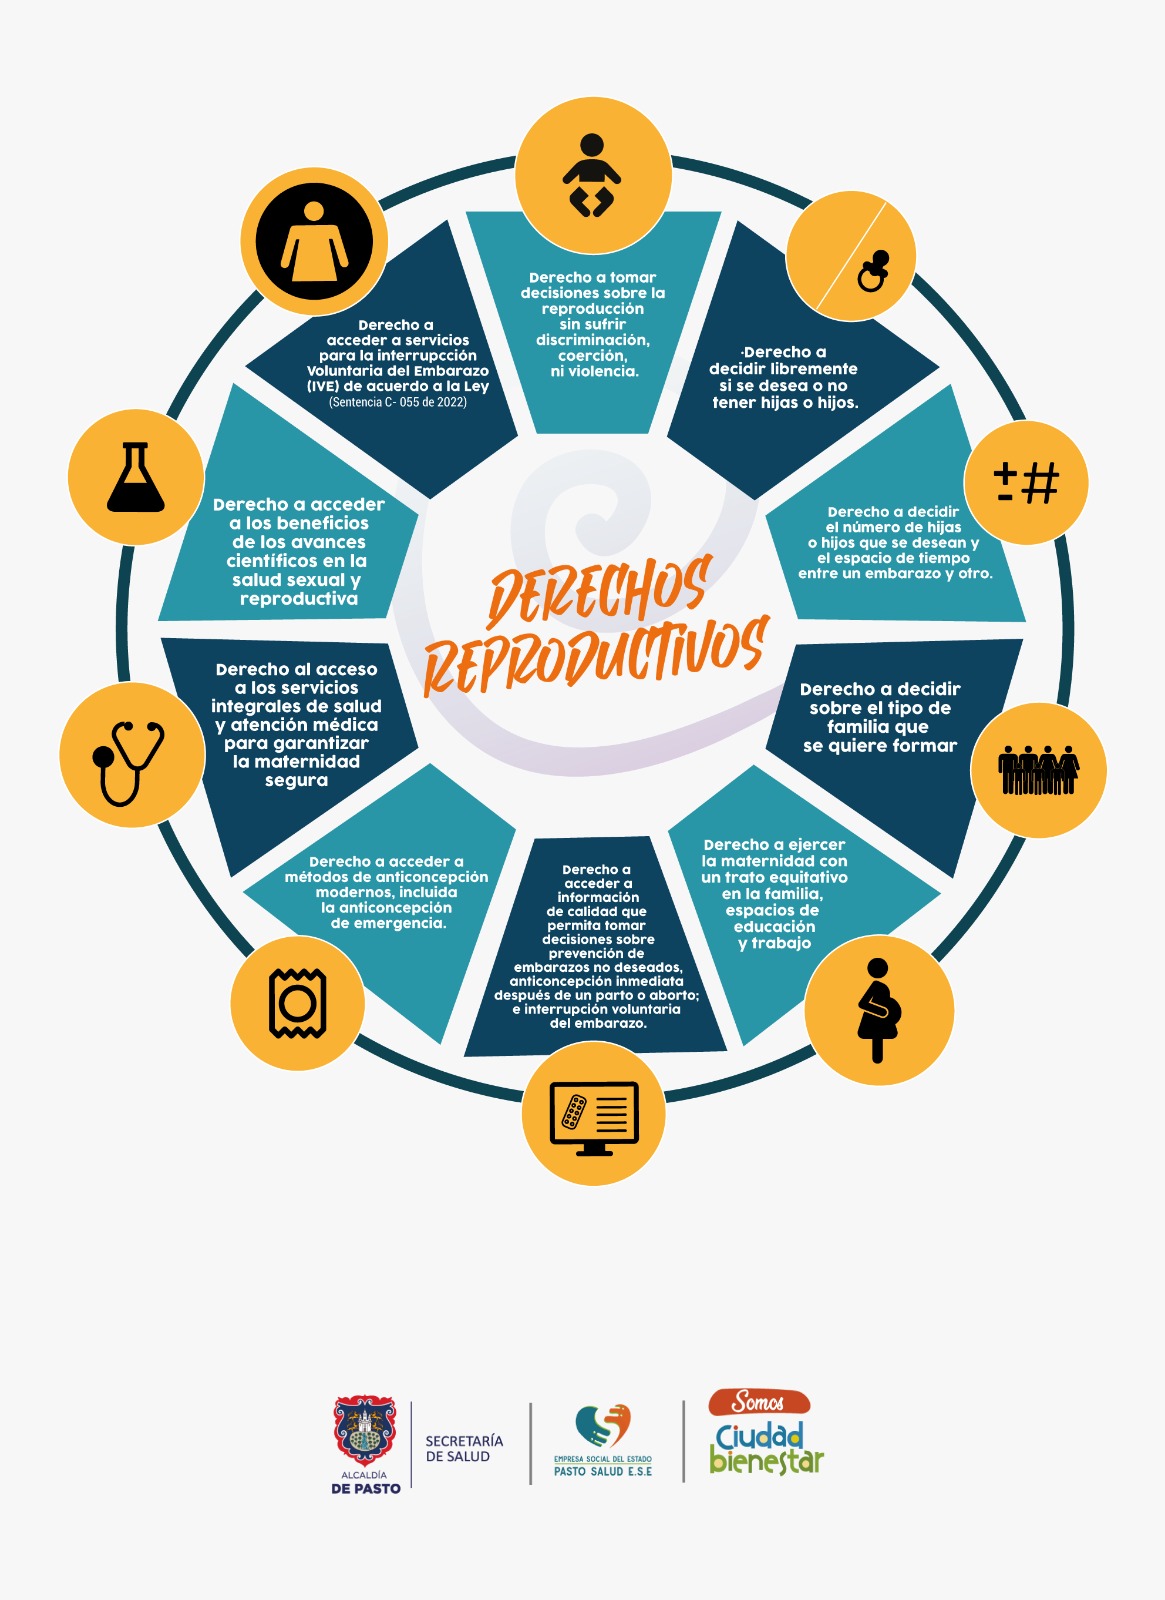 Derecho a tomar
decisiones sobre la
reproducción
sin sufrir
discriminación,
coerción,
ni violencia.
·Derecho a
decidir libremente
si se desea o no
tener hijas o hijos.
±#
Derecho a decidir
el número de hijas
o hijos que se desean y
el espacio de tiempo
entre un embarazo y otro.
Derecho a decidir
sobre el tipo de
familia que
se quiere formar
Derecho a ejercer
la maternidad con
un trato equitativo
en la familia,
espacios de
educación
y trabajo
Derecho a
acceder a
información
de calidad que
permita tomar
decisiones sobre
prevención de
embarazos no deseados,
anticoncepción inmediata
después de un parto o aborto;
e interrupción voluntaria
del embarazo.
Derecho a acceder a
métodos de anticoncepción
modernos, incluida
la anticoncepción
de emergencia.
Derecho al acceso
a los servicios
integrales de salud
y atención médica
para garantizar
la maternidad
segura
Derecho a acceder
a los beneficios
de los avances
científicos en la
salud sexual y
reproductiva
Derecho a
acceder a servicios
para la interrupcción
Voluntaria del Embarazo
(IVE) de acuerdo a la Ley
(Sentencia C- 055 de 2022)
DERECHOS
REPRODUCTIVOS
ALCALDÍA
DE PASTO
SECRETARÍA
DE SALUD
EMPRESA SOCIAL DEL ESTADO
PASTO SALUD E.S.E
Somos
Ciudad
bienestar